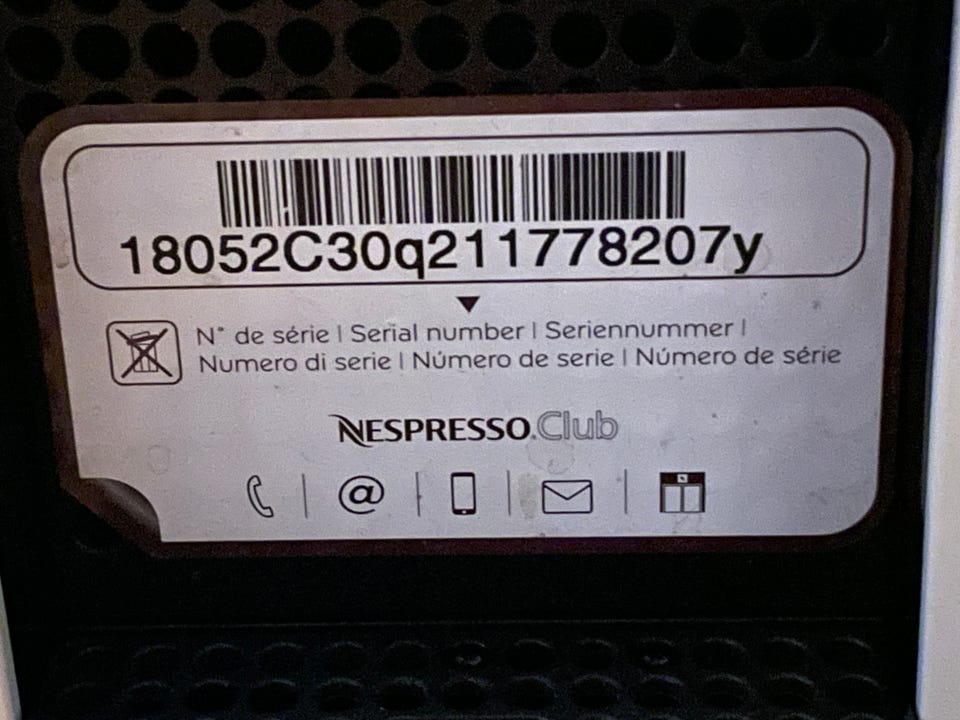 18052C30q211778207y
N° de série | Serial number | Seriennummer |
Numero di serie | Número de serie | Número de série
NESPRESSO.Club
@